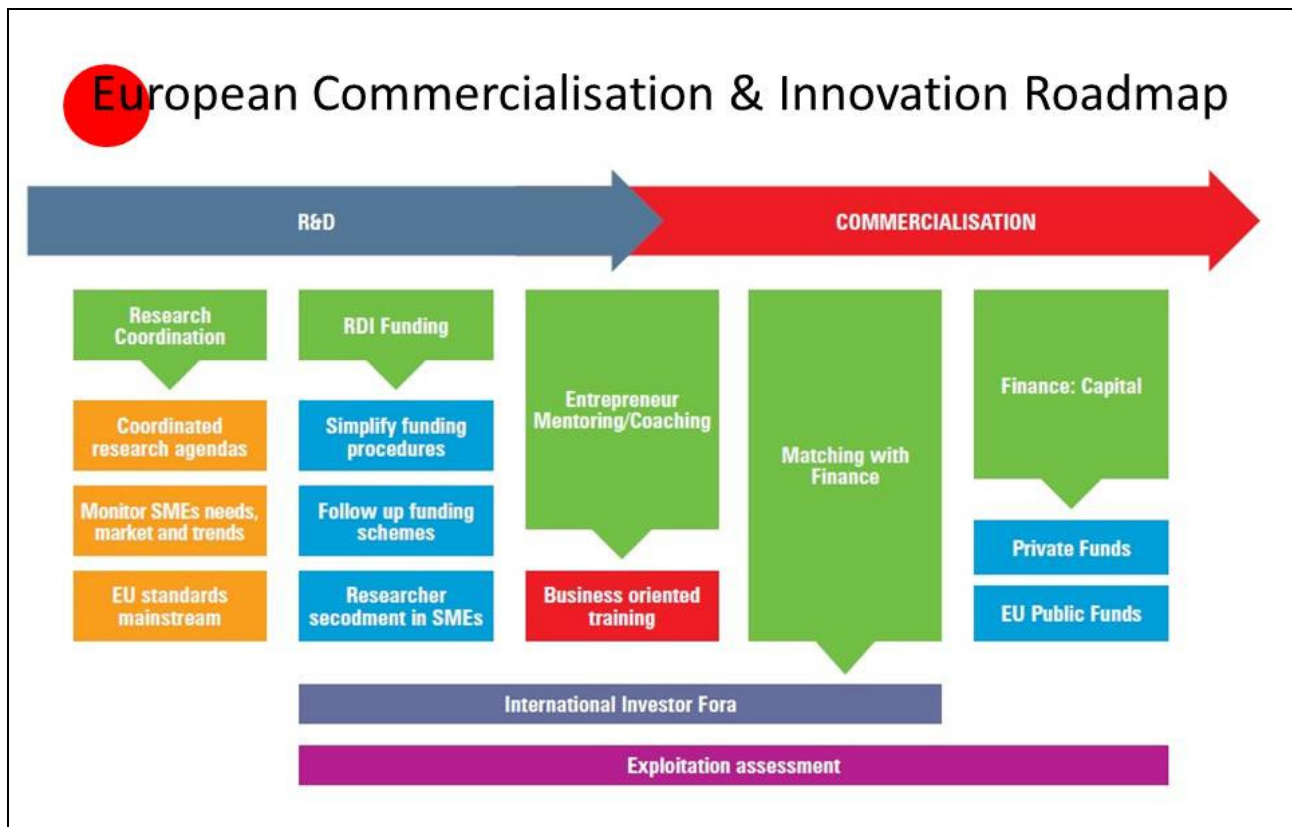 European Commercialisation & Innovation Roadmap
R&D
COMMERCIALISATION
Research
Coordination
Coordinated
research agendas
Monitor SMEs needs,
market and trends
EU standards
mainstream
RDI Funding
Simplify funding
procedures
Follow up funding
schemes
Researcher
secodment in SMEs
Entrepreneur
Mentoring/Coaching
Business oriented
training
Matching with
Finance
Finance: Capital
Private Funds
EU Public Funds
International Investor Fora
Exploitation assessment